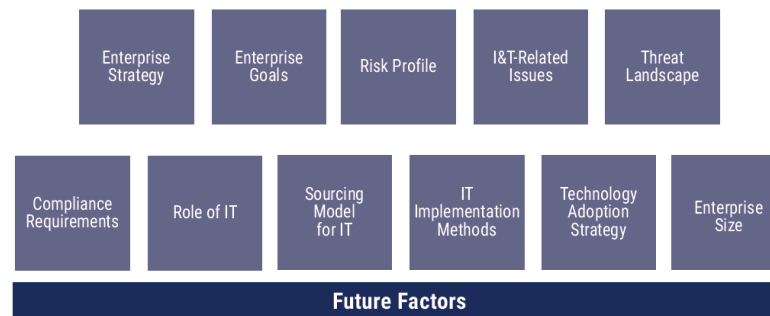 Enterprise
Strategy
Enterprise
Goals
Risk Profile
I&T-Related
Issues
Threat
Landscape
Compliance
Requirements
Role of IT
Sourcing
Model
for IT
IT
Implementation
Methods
Technology
Adoption
Strategy
Enterprise
Size
Future Factors